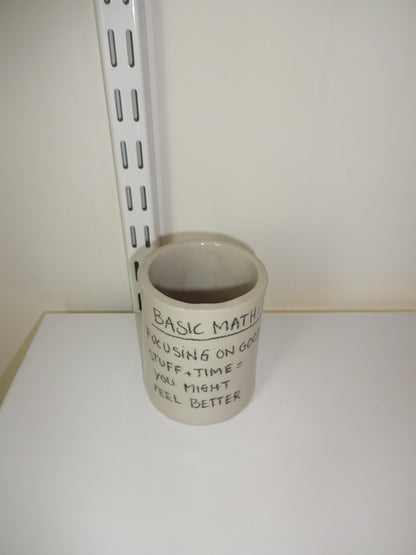 BASIC MATH:
FOCUSING ON GOOD
STUFF + TIME =
YOU MIGHT
FEEL BETTER